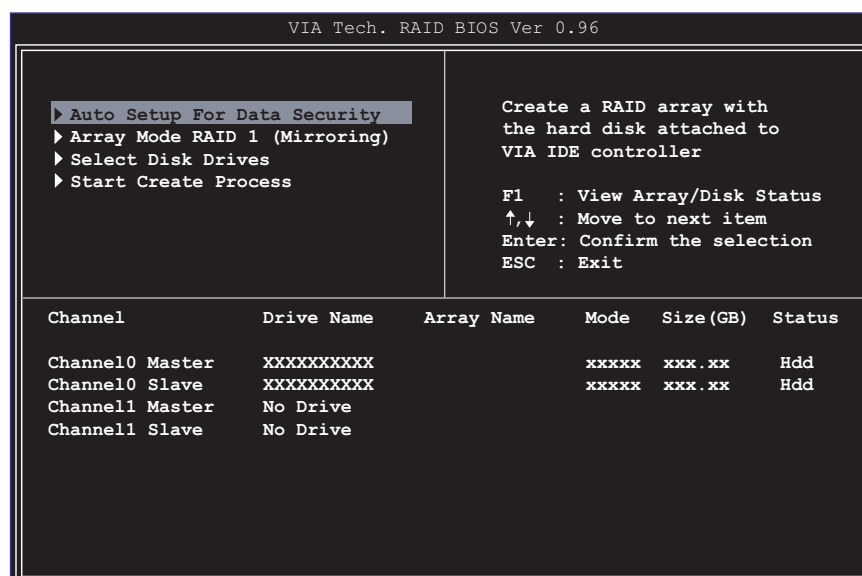 VIA Tech. RAID BIOS Ver 0.96
Auto Setup For Data Security
Array Mode RAID 1 (Mirroring)
Select Disk Drives
Start Create Process
Create a RAID array with
the hard disk attached to
VIA IDE controller
F1 : View Array/Disk Status
↑,↓ : Move to next item
Enter: Confirm the selection
ESC : Exit
Channel Drive Name Array Name Mode Size(GB) Status
Channel0 Master XXXXXXXXXX xxxxx xxx.xx Hdd
Channel0 Slave XXXXXXXXXX xxxxx xxx.xx Hdd
Channel1 Master No Drive
Channel1 Slave No Drive